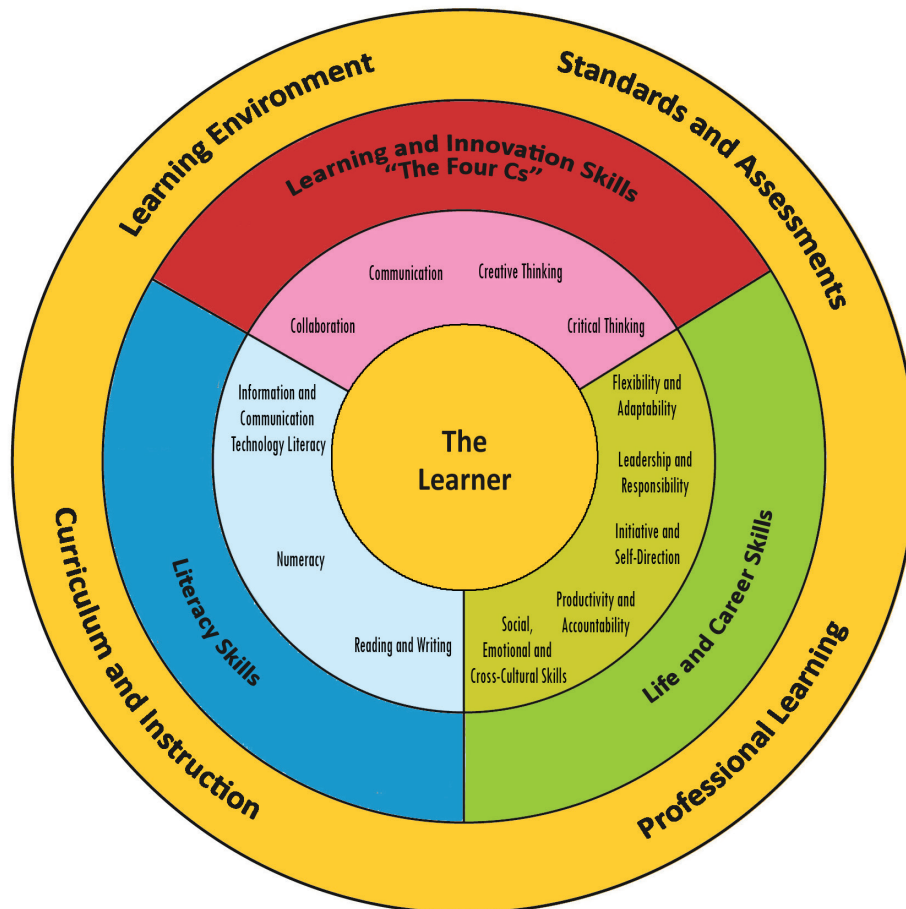 Learning Environment
Standards and Assessments
Learning and Innovation Skills
“The Four Cs”
Communication
Creative Thinking
Collaboration
Critical Thinking
Information and
Communication
Technology Literacy
Numeracy
Reading and Writing
The
Learner
Flexibility and
Adaptability
Leadership and
Responsibility
Initiative and
Self-Direction
Productivity and
Accountability
Social,
Emotional and
Cross-Cultural Skills
Literacy Skills
Life and Career Skills
Curriculum and Instruction
Professional Learning